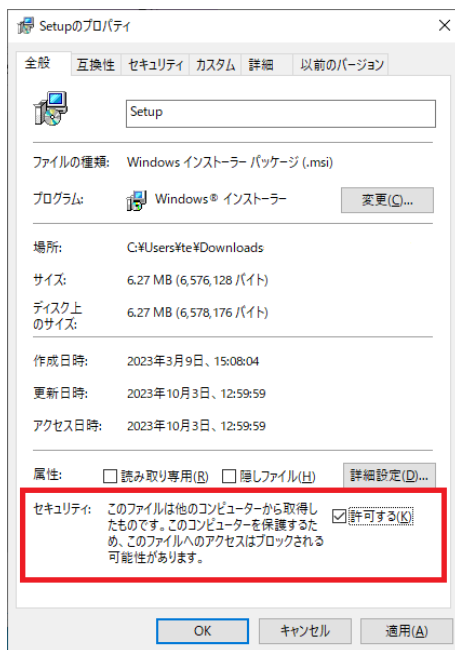 Setupのプロパティ
全般 互換性 セキュリティ カスタム 詳細 以前のバージョン
Setup
ファイルの種類: Windows インストーラー パッケージ (.msi)
プログラム: Windows® インストーラー 変更(C)...
場所: C:¥Users¥te¥Downloads
サイズ: 6.27 MB (6,576,128 バイト)
ディスク上
のサイズ: 6.27 MB (6,578,176 バイト)
作成日時: 2023年3月9日、15:08:04
更新日時: 2023年10月3日、12:59:59
アクセス日時: 2023年10月3日、12:59:59
属性: 読み取り専用(R) 隠しファイル(H) 詳細設定(D)...
セキュリティ: このファイルは他のコンピューターから取得し
たものです。このコンピューターを保護するた
め、このファイルへのアクセスはブロックされる
可能性があります。
許可する(K)
OK キャンセル 適用(A)